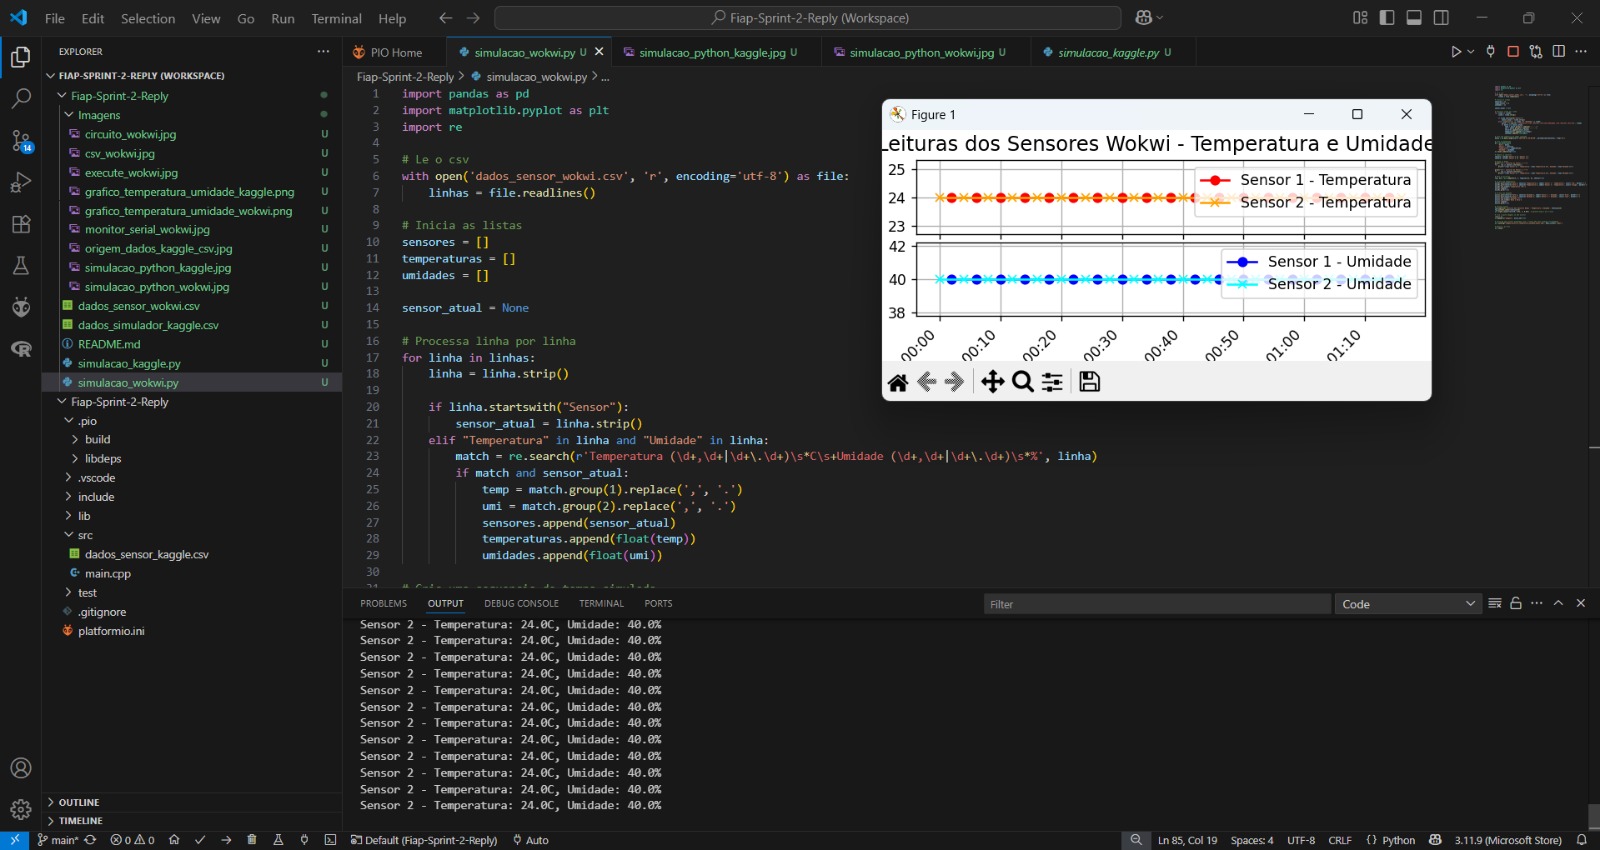 File Edit Selection View Go Run Terminal Help
Fiap-Sprint-2-Reply (Workspace)
EXPLORER
FIAP-SPRINT-2-REPLY (WORKSPACE)
Fiap-Sprint-2-Reply
Imagens
circuito_wokwi.jpg U
csv_wokwi.jpg U
execute_wokwi.jpg U
grafico_temperatura_umidade_kaggle.png U
grafico_temperatura_umidade_wokwi.png U
monitor_serial_wokwi.jpg U
origem_dados_kaggle_csv.jpg U
simulacao_python_kaggle.jpg U
simulacao_python_wokwi.jpg U
dados_sensor_wokwi.csv U
dados_simulador_kaggle.csv U
README.md U
simulacao_kaggle.py U
simulacao_wokwi.py U
Fiap-Sprint-2-Reply
.pio
build
libdeps
.vscode
include
lib
src
dados_sensor_kaggle.csv
main.cpp
test
.gitignore
platformio.ini
OUTLINE
TIMELINE
14
PIO Home
simulacao_wokwi.py U
simulacao_python_kaggle.jpg U
simulacao_python_wokwi.jpg U
simulacao_kaggle.py U
Fiap-Sprint-2-Reply > simulacao_wokwi.py > ...
1 import pandas as pd
2 import matplotlib.pyplot as plt
3 import re
4
5 # Le o csv
6 with open('dados_sensor_wokwi.csv', 'r', encoding='utf-8') as file:
7 linhas = file.readlines()
8
9 # Inicia as listas
10 sensores = []
11 temperaturas = []
12 umidades = []
13
14 sensor_atual = None
15
16 # Processa linha por linha
17 for linha in linhas:
18 linha = linha.strip()
19
20 if linha.startswith("Sensor"):
21 sensor_atual = linha.strip()
22 elif "Temperatura" in linha and "Umidade" in linha:
23 match = re.search(r'Temperatura (\d+,\d+|\d+\.\d+)\s*C\s+Umidade (\d+,\d+|\d+\.\d+)\s*%', linha)
24 if match and sensor_atual:
25 temp = match.group(1).replace(',', '.')
26 umi = match.group(2).replace(',', '.')
27 sensores.append(sensor_atual)
28 temperaturas.append(float(temp))
29 umidades.append(float(umi))
30
Figure 1
Leituras dos Sensores Wokwi - Temperatura e Umidade
25
24
23
Sensor 1 - Temperatura
Sensor 2 - Temperatura
42
40
38
Sensor 1 - Umidade
Sensor 2 - Umidade
00:00 00:10 00:20 00:30 00:40 00:50 01:00 01:10
PROBLEMS OUTPUT DEBUG CONSOLE TERMINAL PORTS
Filter
Code
Sensor 2 - Temperatura: 24.0C, Umidade: 40.0%
Sensor 2 - Temperatura: 24.0C, Umidade: 40.0%
Sensor 2 - Temperatura: 24.0C, Umidade: 40.0%
Sensor 2 - Temperatura: 24.0C, Umidade: 40.0%
Sensor 2 - Temperatura: 24.0C, Umidade: 40.0%
Sensor 2 - Temperatura: 24.0C, Umidade: 40.0%
Sensor 2 - Temperatura: 24.0C, Umidade: 40.0%
Sensor 2 - Temperatura: 24.0C, Umidade: 40.0%
Sensor 2 - Temperatura: 24.0C, Umidade: 40.0%
Sensor 2 - Temperatura: 24.0C, Umidade: 40.0%
Sensor 2 - Temperatura: 24.0C, Umidade: 40.0%
Sensor 2 - Temperatura: 24.0C, Umidade: 40.0%
main* 0 0 Default (Fiap-Sprint-2-Reply) Auto Ln 85, Col 19 Spaces: 4 UTF-8 CRLF {} Python 3.11.9 (Microsoft Store)